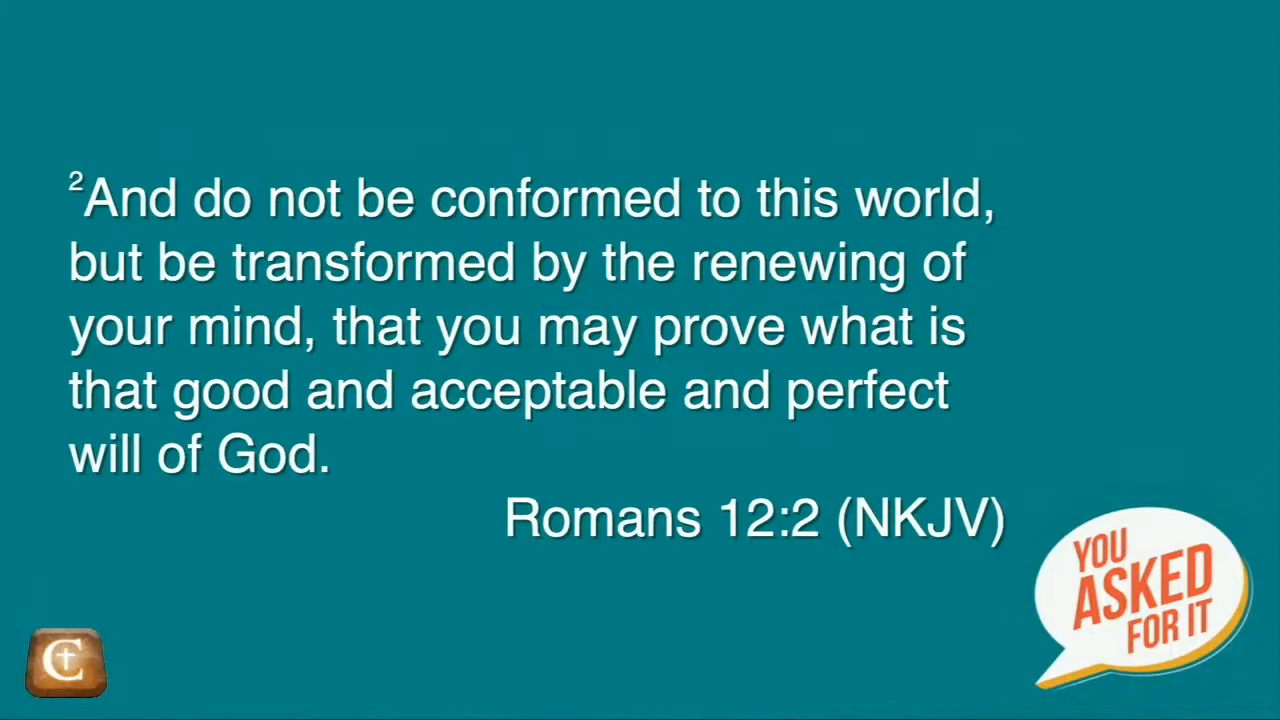 ²And do not be conformed to this world,
but be transformed by the renewing of
your mind, that you may prove what is
that good and acceptable and perfect
will of God.
Romans 12:2 (NKJV)
YOU
ASKED
FOR IT
C